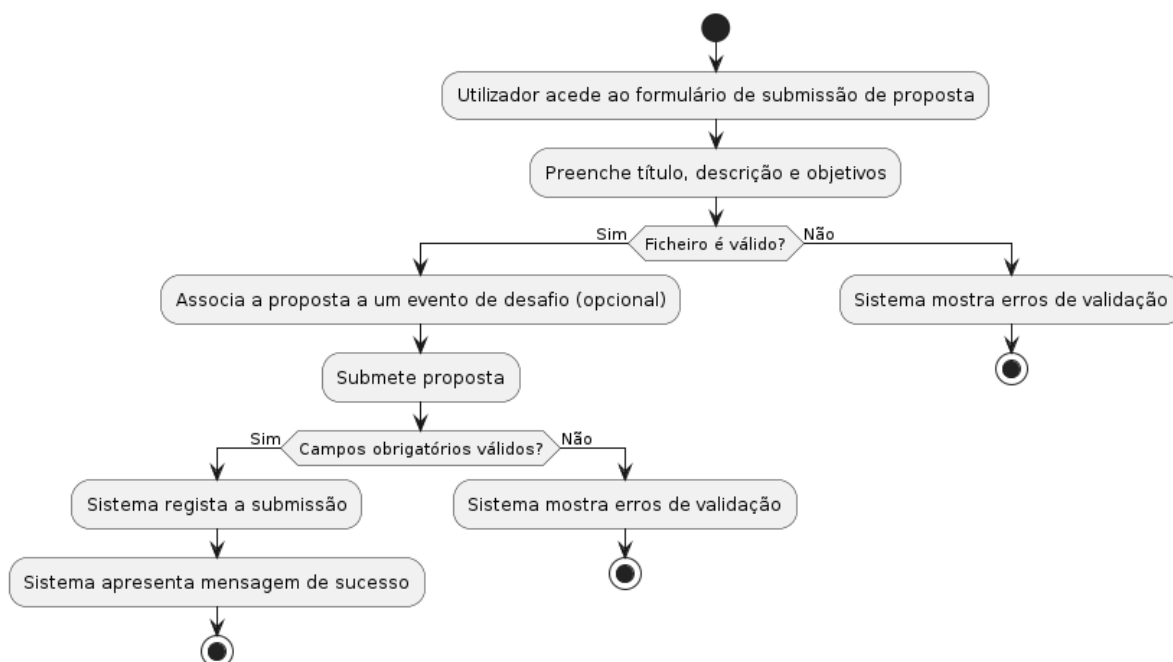 Utilizador acede ao formulário de submissão de proposta
Preenche título, descrição e objetivos
Sim
Ficheiro é válido?
Não
Associa a proposta a um evento de desafio (opcional)
Sistema mostra erros de validação
Submete proposta
Sim
Campos obrigatórios válidos?
Não
Sistema regista a submissão
Sistema mostra erros de validação
Sistema apresenta mensagem de sucesso